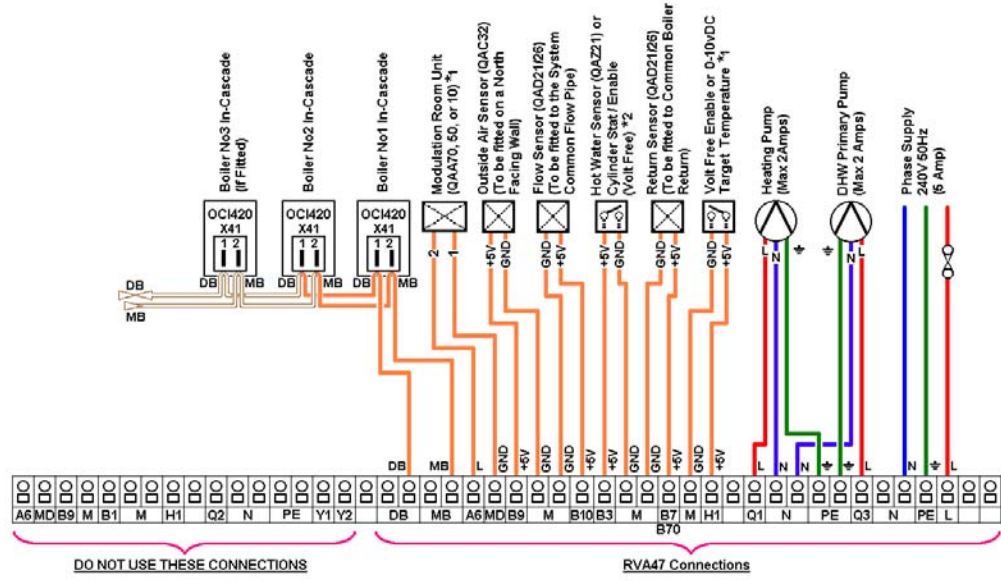 Boiler No3 In-Cascade
(If Fitted)
Boiler No2 In-Cascade
Boiler No1 In-Cascade
Modulation Room Unit
(QAA70, 50, or 10) *1
Outside Air Sensor (QAC32)
(To be fitted on a North
Facing Wall)
Flow Sensor (QAD21/26)
(To be fitted to the System
Common Flow Pipe)
Hot Water Sensor (QAZ21) or
Cylinder Stat / Enable
(Volt Free) *2
Return Sensor (QAD21/26)
(To be fitted to Common Boiler
Return)
Volt Free Enable or 0-10vDC
Target Temperature *1
Heating Pump
(Max 2Amps)
DHW Primary Pump
(Max 2 Amps)
Phase Supply
240V 50Hz
(5 Amp)
OCI420
X41
1 2
OCI420
X41
1 2
OCI420
X41
1 2
DB MB DB MB DB MB
2 1 +5V GND GND +5V +5V GND GND +5V GND +5V L N N L
DB
MB
DB MB L GND +5V GND GND +5V +5V GND GND +5V GND +5V L N N L N L
A6 MD B9 M B1 M H1 Q2 N PE Y1 Y2 DB MB A6 MD B9 M B10 B3 M B7 M H1 Q1 N PE Q3 N PE L
B70
DO NOT USE THESE CONNECTIONS
RVA47 Connections